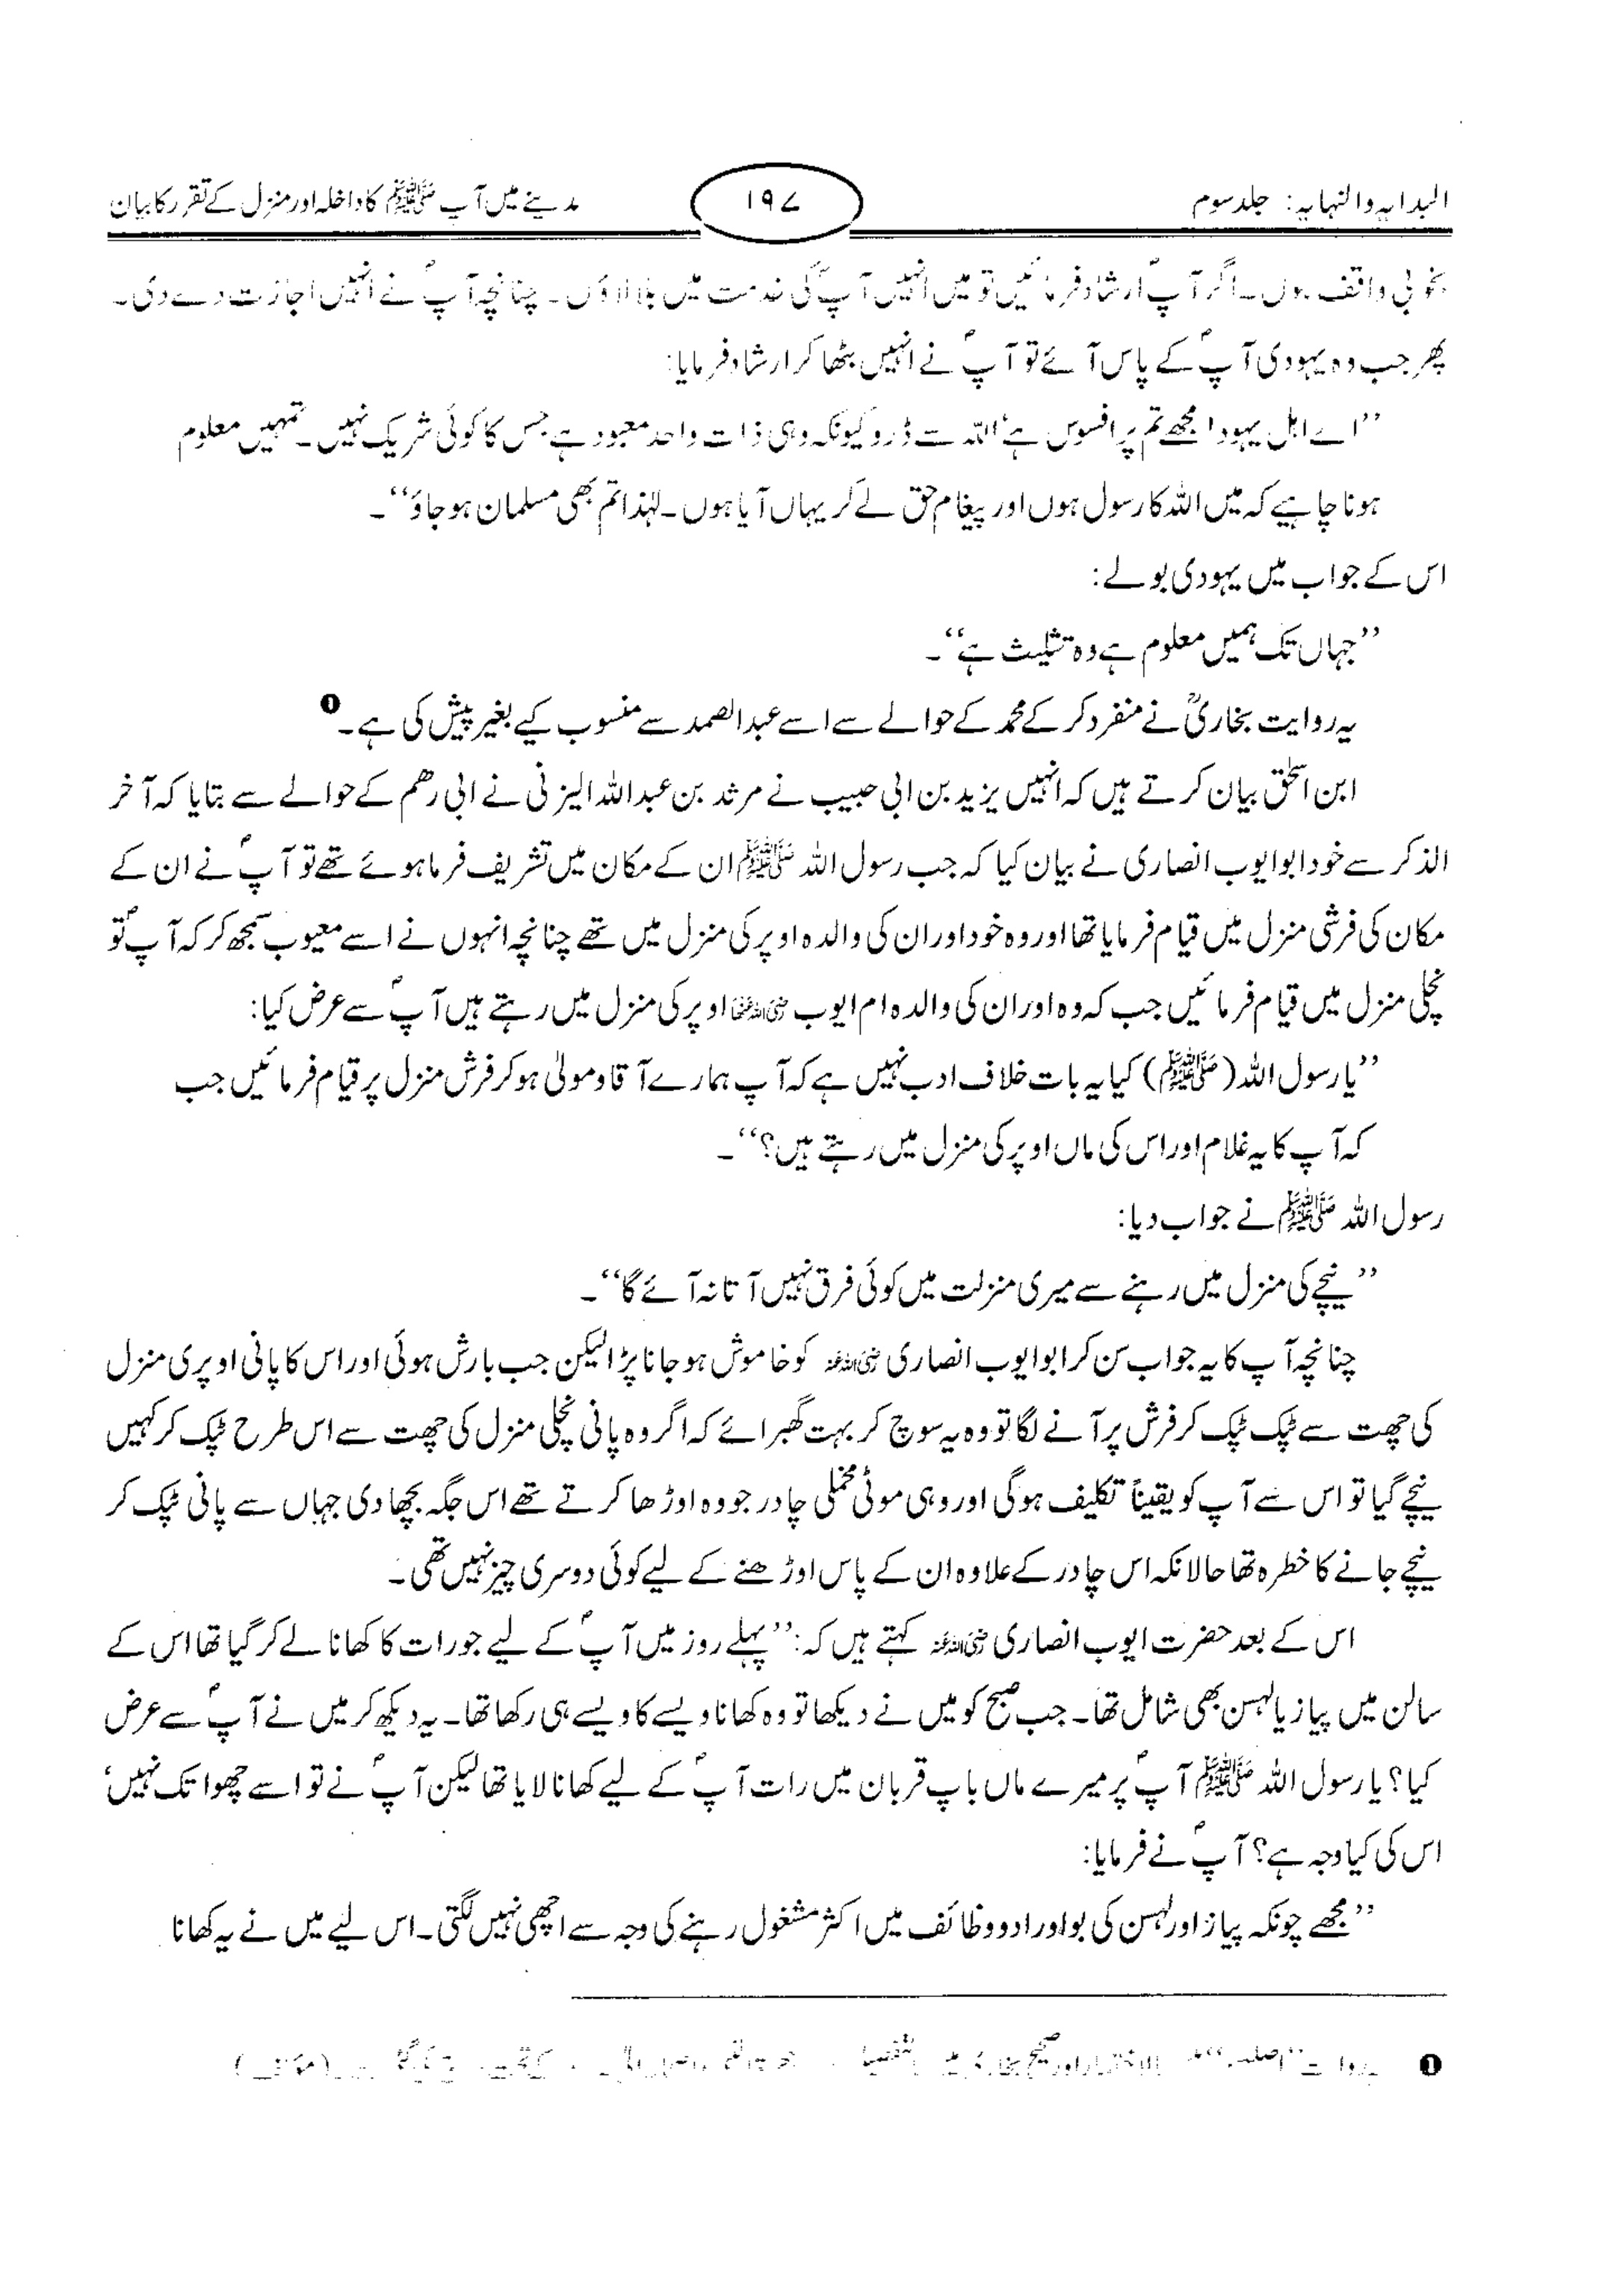 البدایہ والنہایہ: جلد سوم
۱۹۷
مدینے میں آپ ﷺ کا داخلہ اور منزل کے تقرر کا بیان
بخوبی واقف ہوں۔ اگر آپؐ ارشاد فرمائیں تو میں انہیں آپؐ کی خدمت میں بلا لاؤں۔ چنانچہ آپؐ نے انہیں اجازت دے دی۔
پھر جب وہ یہودی آپؐ کے پاس آئے تو آپؐ نے انہیں بٹھا کر ارشاد فرمایا:
’’اے اہل یہود! مجھے تم پر افسوس ہے‘ اللہ سے ڈرو کیونکہ وہی ذات واحد معبود ہے جس کا کوئی شریک نہیں۔ تمہیں معلوم
ہونا چاہیے کہ میں اللہ کا رسول ہوں اور پیغام حق لے کر یہاں آیا ہوں۔ لہٰذا تم بھی مسلمان ہو جاؤ‘‘۔
اس کے جواب میں یہودی بولے:
’’جہاں تک ہمیں معلوم ہے وہ تثلیث ہے‘‘۔
یہ روایت بخاریؒ نے منفرد کر کے محمد کے حوالے سے اسے عبدالصمد سے منسوب کیے بغیر پیش کی ہے۔ ❶
ابن اسحٰق بیان کرتے ہیں کہ انہیں یزید بن ابی حبیب نے مرثد بن عبداللہ الیزنی نے ابی رھم کے حوالے سے بتایا کہ آخر
الذکر سے خود ابوایوب انصاری نے بیان کیا کہ جب رسول اللہ ﷺ ان کے مکان میں تشریف فرما ہوئے تھے تو آپؐ نے ان کے
مکان کی فرشی منزل میں قیام فرمایا تھا اور وہ خود اور ان کی والدہ اوپر کی منزل میں تھے چنانچہ انہوں نے اسے معیوب سمجھ کر کہ آپؐ تو
نچلی منزل میں قیام فرمائیں جب کہ وہ اور ان کی والدہ ام ایوب رضی اللہ عنہا اوپر کی منزل میں رہتے ہیں آپؐ سے عرض کیا:
’’یا رسول اللہ (ﷺ) کیا یہ بات خلاف ادب نہیں ہے کہ آپ ہمارے آقا و مولیٰ ہو کر فرش منزل پر قیام فرمائیں جب
کہ آپ کا یہ غلام اور اس کی ماں اوپر کی منزل میں رہتے ہیں؟‘‘۔
رسول اللہ ﷺ نے جواب دیا:
’’نیچے کی منزل میں رہنے سے میری منزلت میں کوئی فرق نہیں آتا نہ آئے گا‘‘۔
چنانچہ آپ کا یہ جواب سن کر ابوایوب انصاری رضی اللہ عنہ کو خاموش ہو جانا پڑا لیکن جب بارش ہوئی اور اس کا پانی اوپری منزل
کی چھت سے ٹپک ٹپک کر فرش پر آنے لگا تو وہ یہ سوچ کر بہت گھبرائے کہ اگر وہ پانی نچلی منزل کی چھت سے اس طرح ٹپک کر کہیں
نیچے گیا تو اس سے آپ کو یقیناً تکلیف ہوگی اور وہی موٹی مخملی چادر جو وہ اوڑھا کرتے تھے اس جگہ بچھا دی جہاں سے پانی ٹپک کر
نیچے جانے کا خطرہ تھا حالانکہ اس چادر کے علاوہ ان کے پاس اوڑھنے کے لیے کوئی دوسری چیز نہیں تھی۔
اس کے بعد حضرت ایوب انصاری رضی اللہ عنہ کہتے ہیں کہ: ’’پہلے روز میں آپؐ کے لیے جو رات کا کھانا لے کر گیا تھا اس کے
سالن میں پیاز یا لہسن بھی شامل تھا۔ جب صبح کو میں نے دیکھا تو وہ کھانا ویسے کا ویسے ہی رکھا تھا۔ یہ دیکھ کر میں نے آپؐ سے عرض
کیا؟ یا رسول اللہ ﷺ آپؐ پر میرے ماں باپ قربان میں رات آپؐ کے لیے کھانا لایا تھا لیکن آپؐ نے تو اسے چھوا تک نہیں‘
اس کی کیا وجہ ہے؟ آپؐ نے فرمایا:
’’مجھے چونکہ پیاز اور لہسن کی بو اور ادو وظائف میں اکثر مشغول رہنے کی وجہ سے اچھی نہیں لگتی۔ اس لیے میں نے یہ کھانا
❶